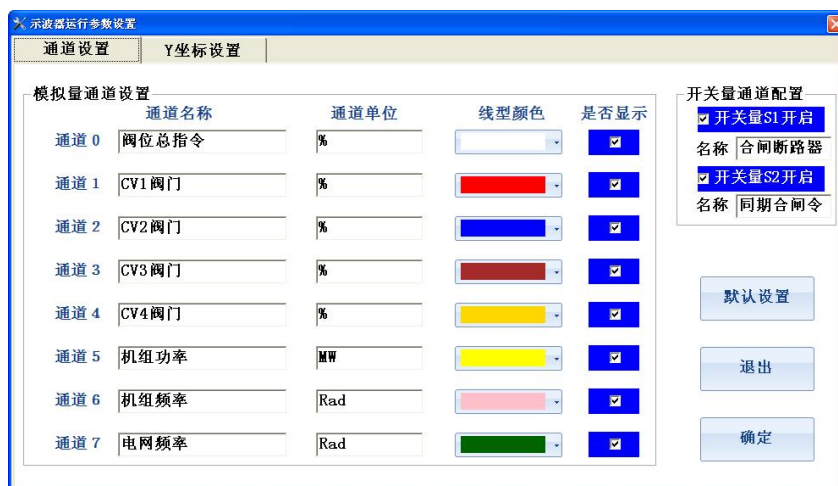 示波器运行参数设置
通道设置 Y坐标设置
模拟量通道设置
通道名称 通道单位 线型颜色 是否显示
通道 0 阀位总指令 %
通道 1 CV1阀门 %
通道 2 CV2阀门 %
通道 3 CV3阀门 %
通道 4 CV4阀门 %
通道 5 机组功率 MW
通道 6 机组频率 Rad
通道 7 电网频率 Rad
开关量通道配置
开关量S1开启
名称 合闸断路器
开关量S2开启
名称 同期合闸令
默认设置
退出
确定